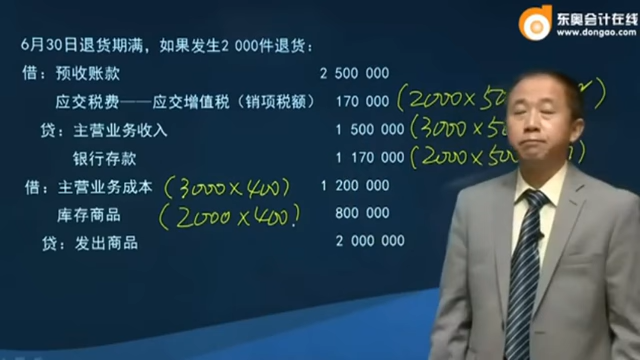 东奥会计在线
www.dongao.com
6月30日退货期满，如果发生2 000件退货：
借：预收账款 2 500 000
应交税费——应交增值税（销项税额） 170 000 (2000×50
贷：主营业务收入 1 500 000 (3000×50
银行存款 1 170 000 (2000×50
借：主营业务成本 (3000×400) 1 200 000
库存商品 (2000×400) 800 000
贷：发出商品 2 000 000